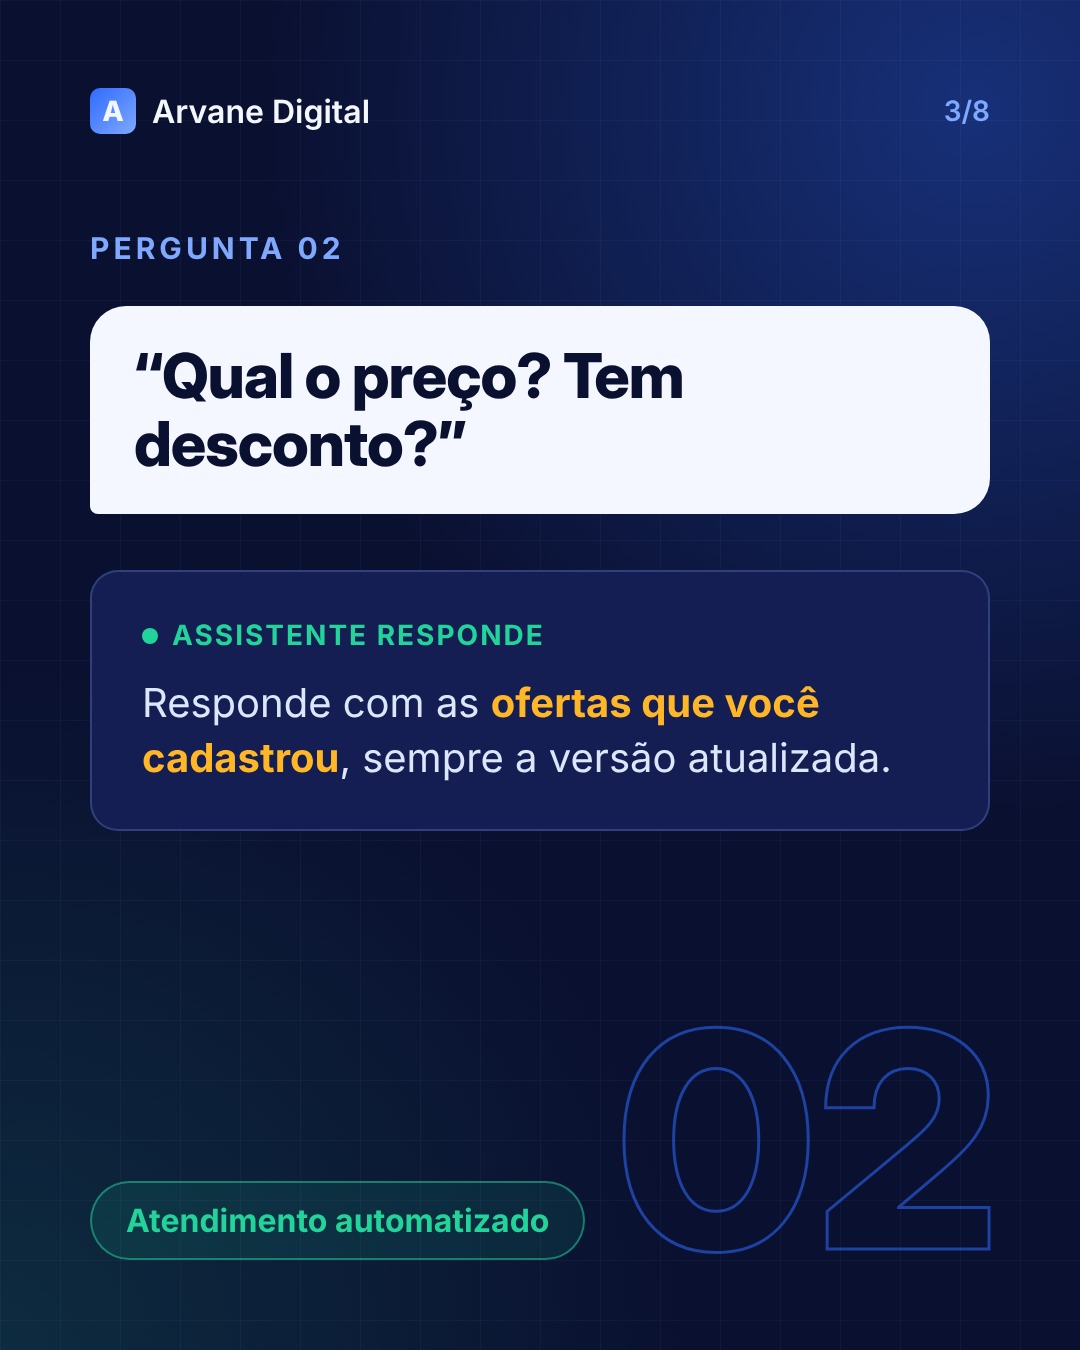 A Arvane Digital
3/8
PERGUNTA 02
“Qual o preço? Tem
desconto?”
ASSISTENTE RESPONDE
Responde com as ofertas que você
cadastrou, sempre a versão atualizada.
02
Atendimento automatizado